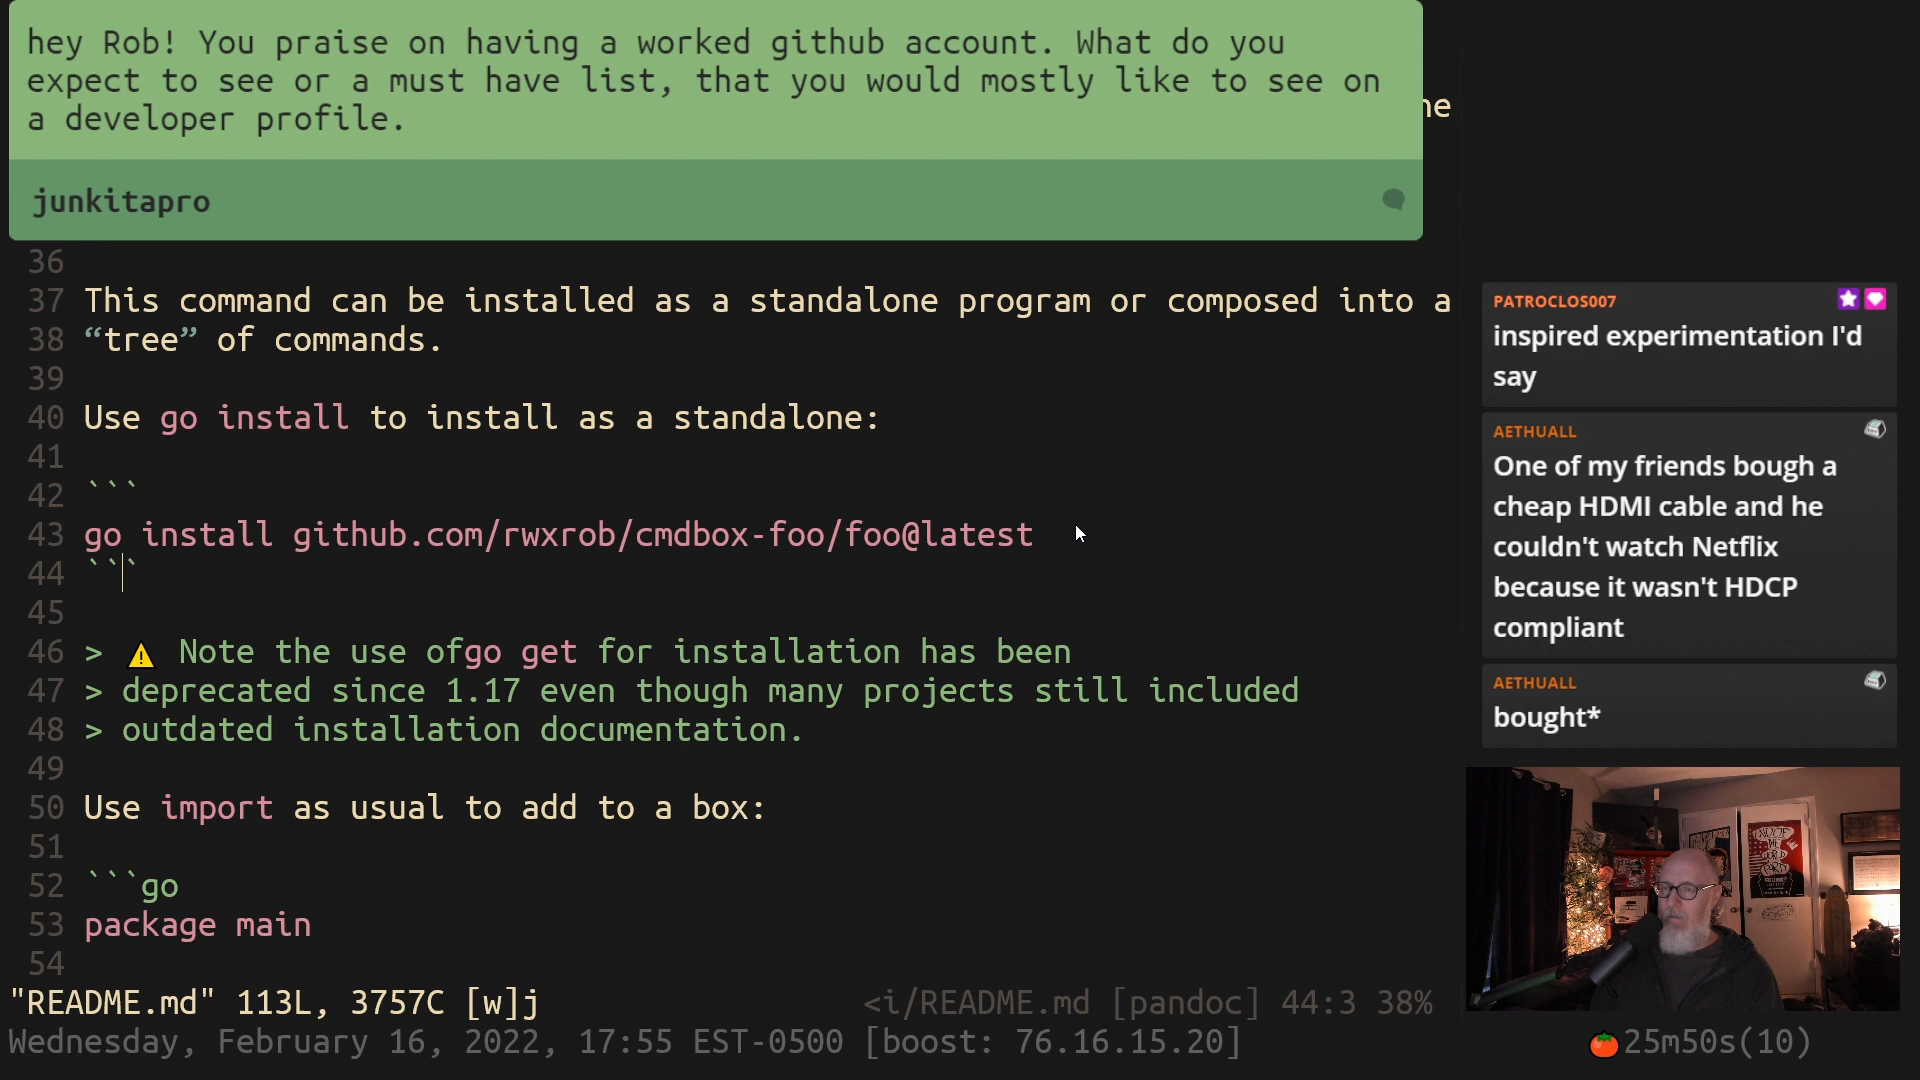 hey Rob! You praise on having a worked github account. What do you
expect to see or a must have list, that you would mostly like to see on
a developer profile.
ne
junkitapro
36
37 This command can be installed as a standalone program or composed into a
38 “tree” of commands.
39
40 Use go install to install as a standalone:
41
42 ```
43 go install github.com/rwxrob/cmdbox-foo/foo@latest
44 ```
45
46 > ⚠ Note the use ofgo get for installation has been
47 > deprecated since 1.17 even though many projects still included
48 > outdated installation documentation.
49
50 Use import as usual to add to a box:
51
52 ```go
53 package main
54
"README.md" 113L, 3757C [w]j <i/README.md [pandoc] 44:3 38%
Wednesday, February 16, 2022, 17:55 EST-0500 [boost: 76.16.15.20]
🍅25m50s(10)
PATROCLOS007
inspired experimentation I'd
say
AETHUALL
One of my friends bough a
cheap HDMI cable and he
couldn't watch Netflix
because it wasn't HDCP
compliant
AETHUALL
bought*